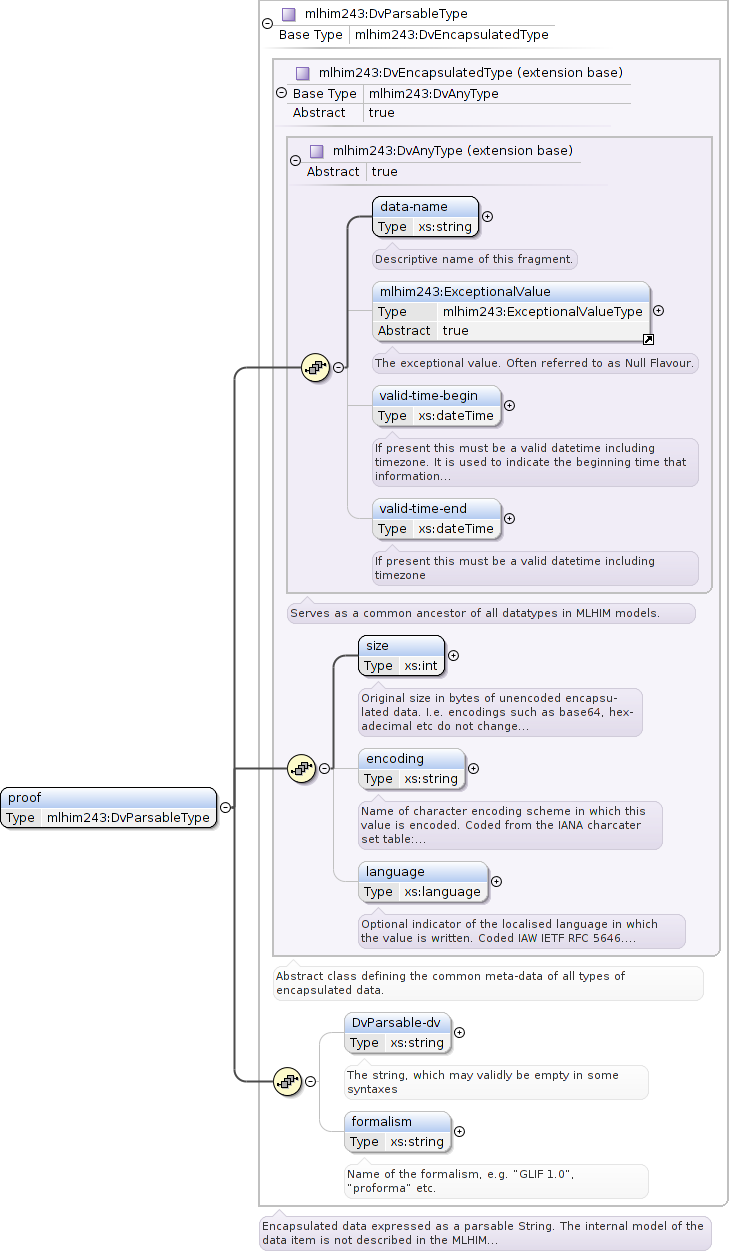 mlhim243:DvParsableType
Base Type mlhim243:DvEncapsulatedType
mlhim243:DvEncapsulatedType (extension base)
Base Type mlhim243:DvAnyType
Abstract true
mlhim243:DvAnyType (extension base)
Abstract true
data-name
Type xs:string
Descriptive name of this fragment.
mlhim243:ExceptionalValue
Type mlhim243:ExceptionalValueType
Abstract true
The exceptional value. Often referred to as Null Flavour.
valid-time-begin
Type xs:dateTime
If present this must be a valid datetime including
timezone. It is used to indicate the beginning time that
information...
valid-time-end
Type xs:dateTime
If present this must be a valid datetime including
timezone
Serves as a common ancestor of all datatypes in MLHIM models.
size
Type xs:int
Original size in bytes of unencoded encapsu-
lated data. I.e. encodings such as base64, hex-
adecimal etc do not change...
encoding
Type xs:string
Name of character encoding scheme in which this
value is encoded. Coded from the IANA charcater
set table:...
language
Type xs:language
Optional indicator of the localised language in which
the value is written. Coded IAW IETF RFC 5646....
proof
Type mlhim243:DvParsableType
Abstract class defining the common meta-data of all types of
encapsulated data.
DvParsable-dv
Type xs:string
The string, which may validly be empty in some
syntaxes
formalism
Type xs:string
Name of the formalism, e.g. "GLIF 1.0",
"proforma" etc.
Encapsulated data expressed as a parsable String. The internal model of the
data item is not described in the MLHIM...